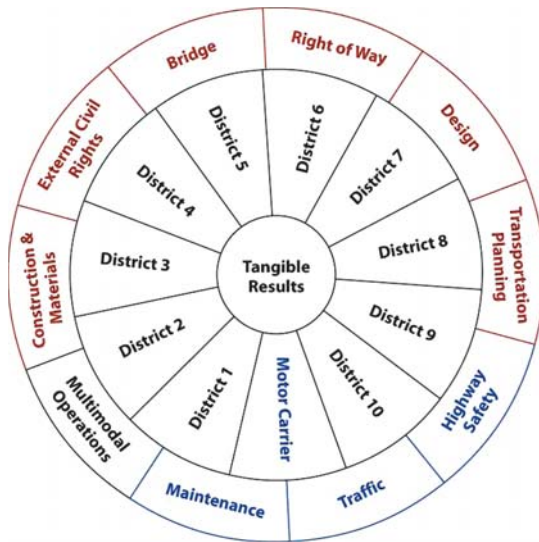 Bridge
Right of Way
Design
Transportation
Planning
Highway
Safety
Traffic
Maintenance
Multimodal
Operations
Construction &
Materials
External Civil
Rights
District 1
District 2
District 3
District 4
District 5
District 6
District 7
District 8
District 9
District 10
Motor Carrier
Tangible
Results